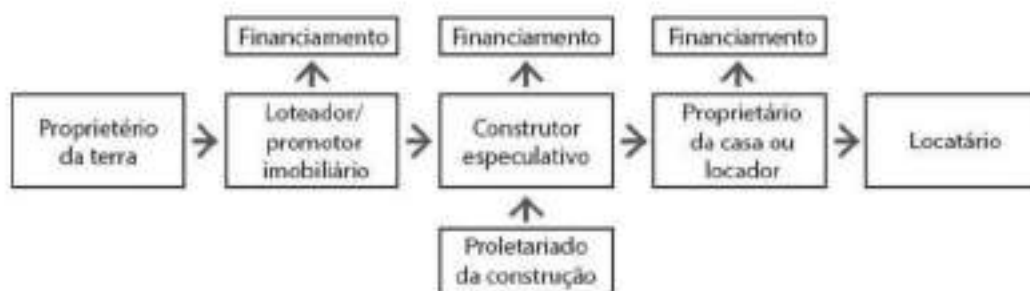 Financiamento
Financiamento
Financiamento
Proprietério
da terra
Loteador/
promotor
imobiliário
Construtor
especulativo
Proprietário
da casa ou
locador
Locatário
Proletariado
da construção